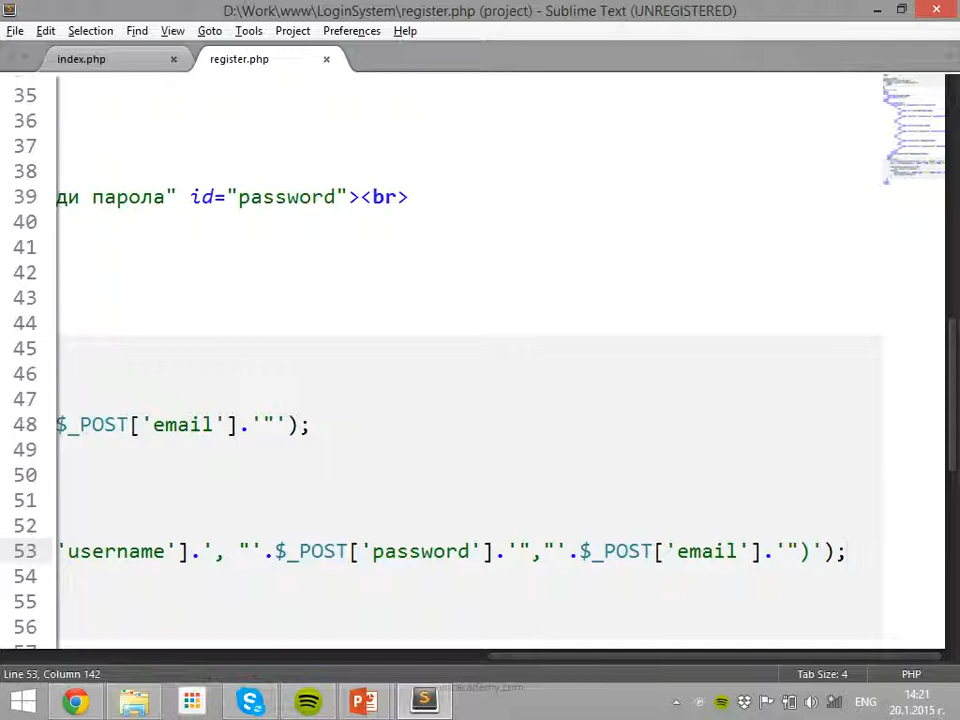 D:\Work\www\LoginSystem\register.php (project) - Sublime Text (UNREGISTERED)
File Edit Selection Find View Goto Tools Project Preferences Help
index.php register.php
35
36
37
38
39 ди парола" id="password"><br>
40
41
42
43
44
45
46
47
48 $_POST['email'].'"');
49
50
51
52
53 'username'].', "'.$_POST['password'].'","'.$_POST['email'].'")');
54
55
56
Line 53, Column 142 Tab Size: 4 PHP
ENG
14:21
20.1.2015 г.